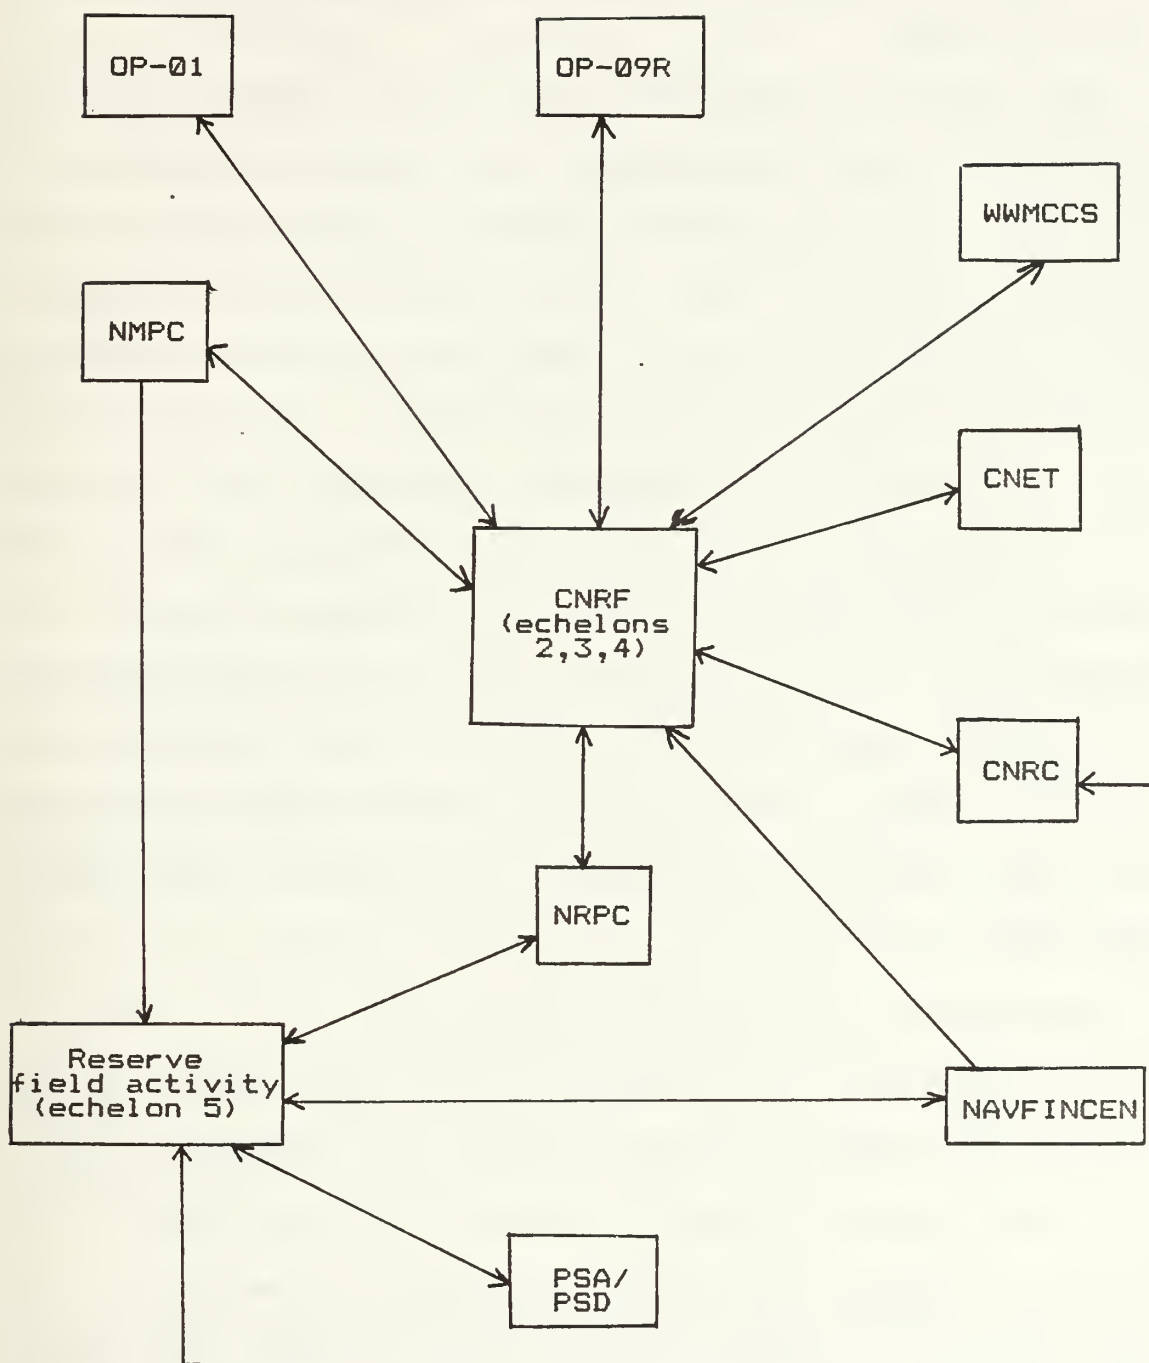 OP-01
OP-09R
WWMCCS
NMPC
CNET
CNRF
(echelons
2,3,4)
CNRC
NRPC
Reserve
field activity
(echelon 5)
NAVFINCEN
PSA/
PSD